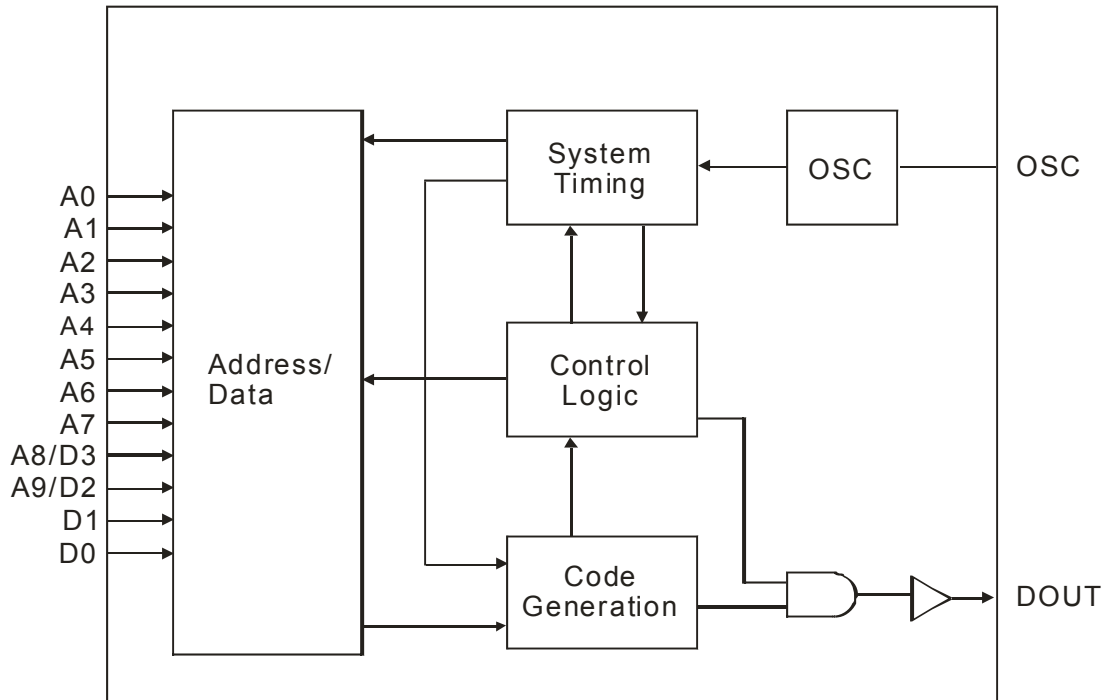 A0
A1
A2
A3
A4
A5
A6
A7
A8/D3
A9/D2
D1
D0
Address/
Data
System
Timing
OSC
OSC
Control
Logic
Code
Generation
DOUT